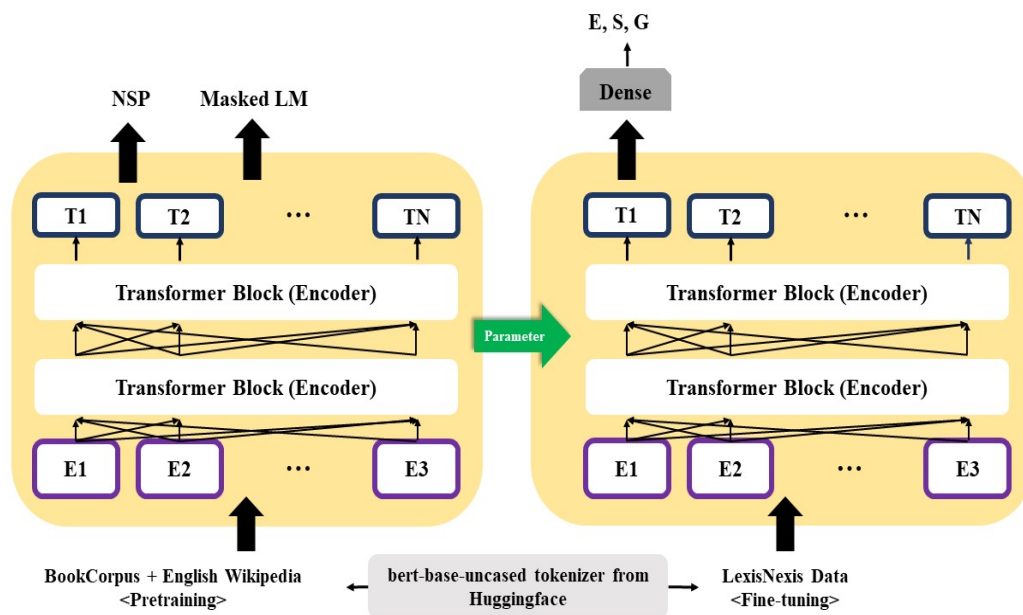 E, S, G
Dense
NSP Masked LM
T1 T2 ... TN
T1 T2 ... TN
Transformer Block (Encoder)
Transformer Block (Encoder)
Parameter
Transformer Block (Encoder)
Transformer Block (Encoder)
E1 E2 ... E3
E1 E2 ... E3
BookCorpus + English Wikipedia
<Pretraining>
bert-base-uncased tokenizer from
Huggingface
LexisNexis Data
<Fine-tuning>